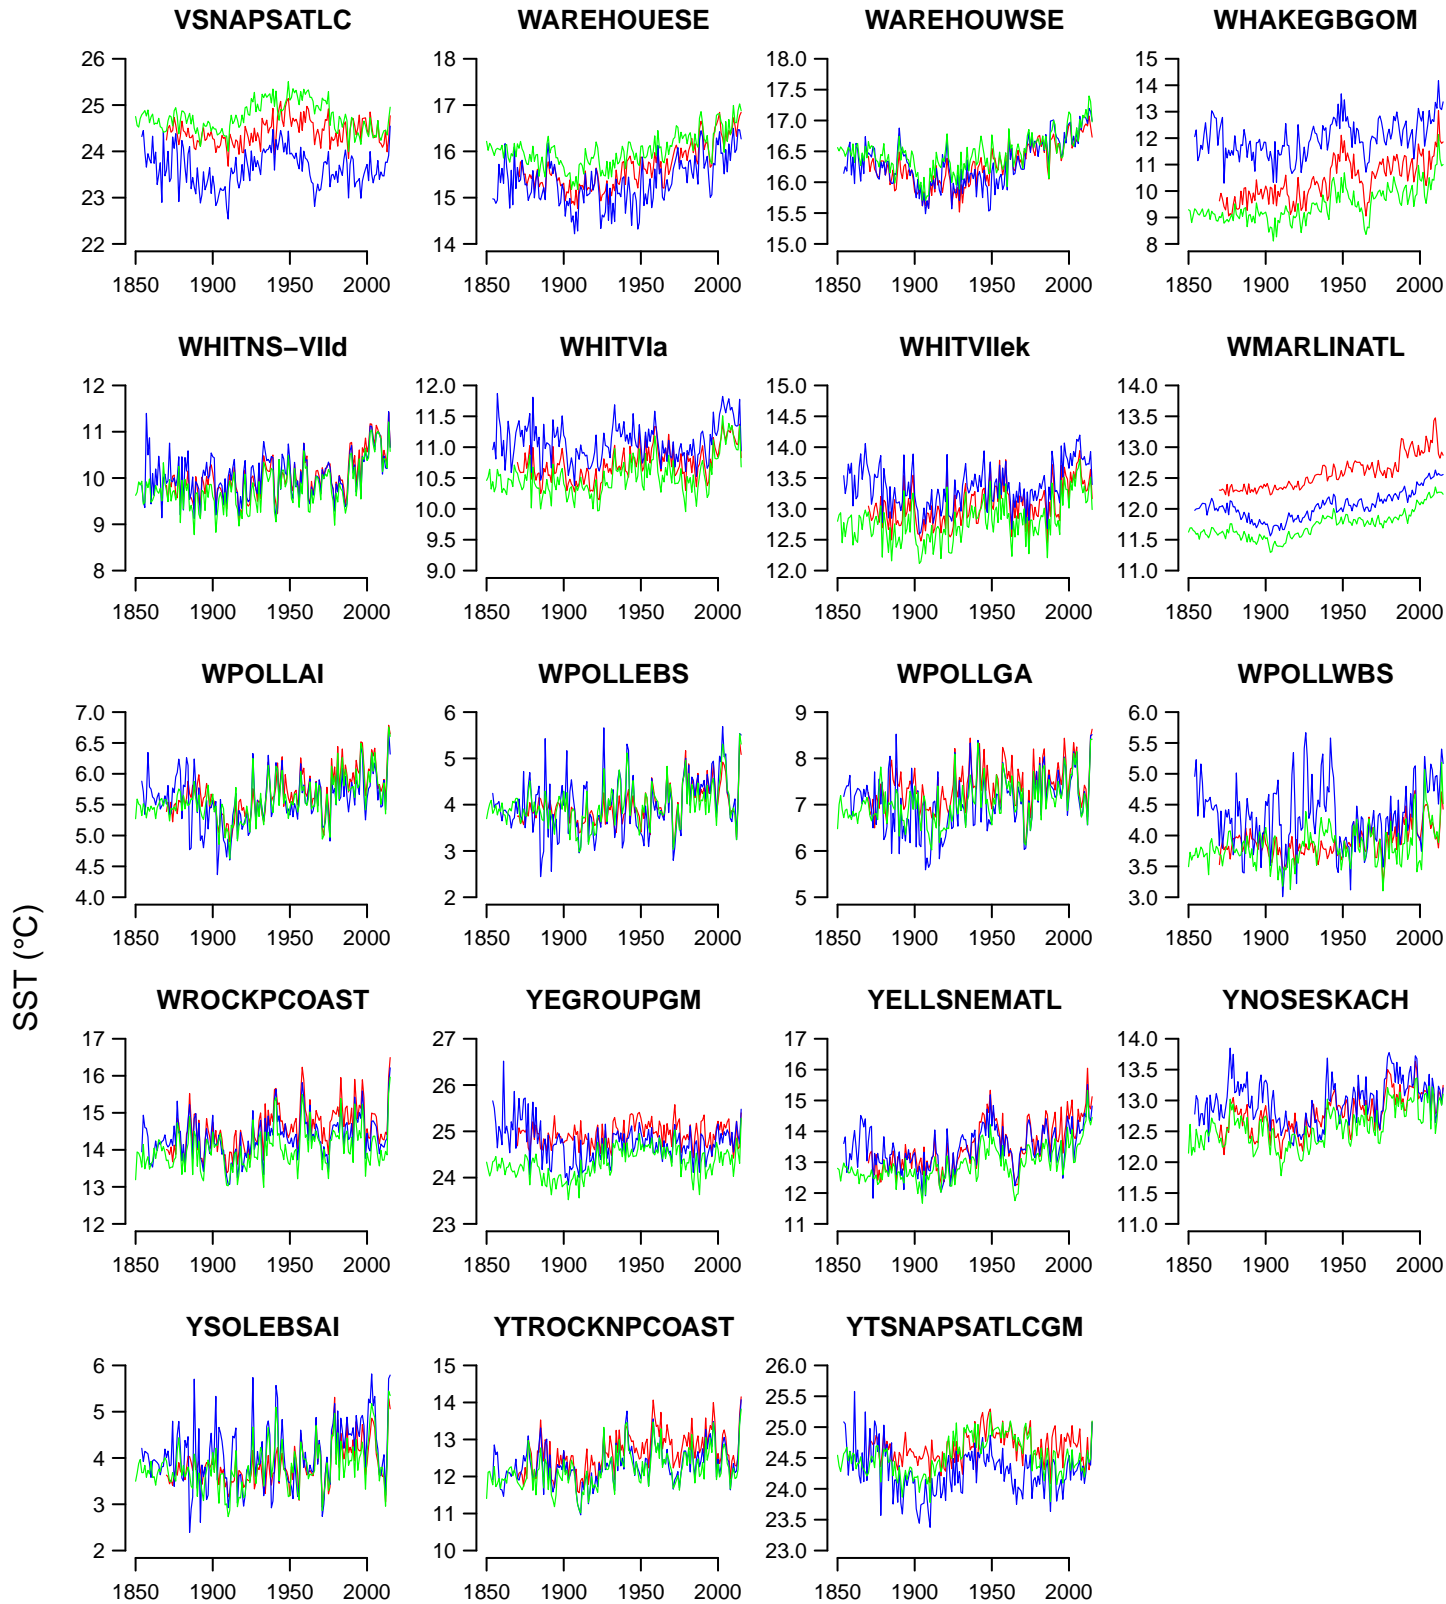 VSNAPSATLC WAREHOUESE WAREHOUWSE WHAKEGBGOM
26 25 24 23 22
18 17 16 15 14
18.0 17.5 17.0 16.5 16.0 15.5 15.0
15 14 13 12 11 10 9 8
1850 1900 1950 2000 1850 1900 1950 2000 1850 1900 1950 2000 1850 1900 1950 2000
WHITNS−VIId WHITVIa WHITVIIek WMARLINATL
12 11 10 9 8
12.0 11.5 11.0 10.5 10.0 9.5 9.0
15.0 14.5 14.0 13.5 13.0 12.5 12.0
14.0 13.0 12.5 12.0 11.0
1850 1900 1950 2000 1850 1900 1950 2000 1850 1900 1950 2000 1850 1900 1950 2000
WPOLLAI WPOLLEBS WPOLLGA WPOLLWBS
7.0 6.5 6.0 5.5 5.0 4.5 4.0
6 5 4 3 2
9 8 7 6 5
6.0 5.5 5.0 4.5 4.0 3.5 3.0
1850 1900 1950 2000 1850 1900 1950 2000 1850 1900 1950 2000 1850 1900 1950 2000
SST (°C)
WROCKPCOAST YEGROUPGM YELLSNEMATL YNOSESKACH
17 16 15 14 13 12
27 26 25 24 23
17 16 15 14 13 12 11
14.0 13.5 13.0 12.5 12.0 11.5 11.0
1850 1900 1950 2000 1850 1900 1950 2000 1850 1900 1950 2000 1850 1900 1950 2000
YSOLEBSAI YTROCKNPCOAST YTSNAPSATLCGM
6 5 4 3 2
15 14 13 12 11 10
26.0 25.5 25.0 24.5 24.0 23.5 23.0
1850 1900 1950 2000 1850 1900 1950 2000 1850 1900 1950 2000